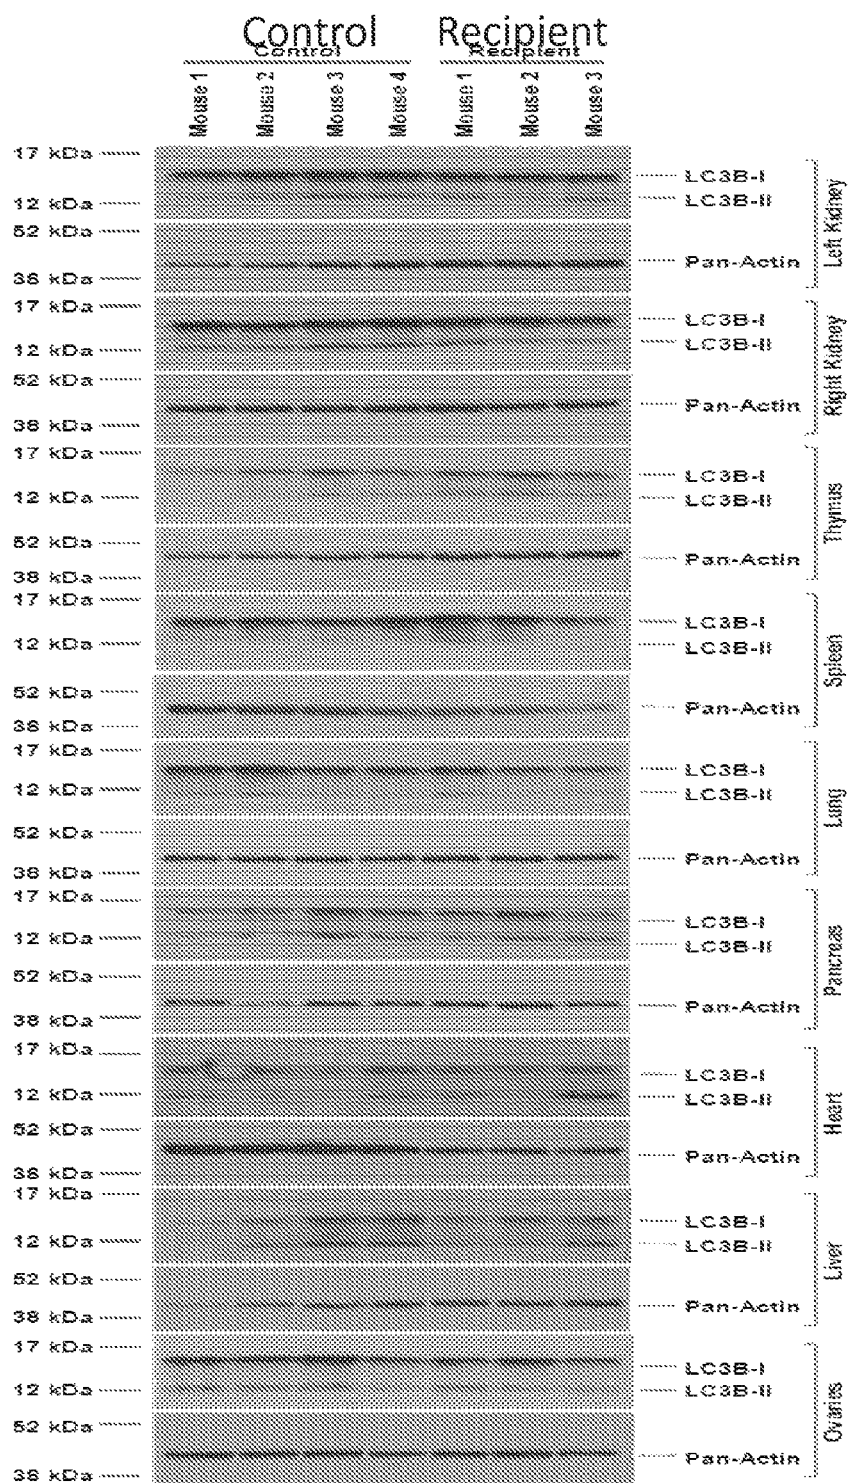 Control Recipient
Control Recipient
Mouse 1 Mouse 2 Mouse 3 Mouse 4 Mouse 1 Mouse 2 Mouse 3
17 kDa LC3B-I
12 kDa LC3B-II
Left Kidney
52 kDa
Pan-Actin
38 kDa
17 kDa LC3B-I
12 kDa LC3B-II
Right Kidney
52 kDa
Pan-Actin
38 kDa
17 kDa LC3B-I
12 kDa LC3B-II
Thymus
52 kDa
Pan-Actin
38 kDa
17 kDa LC3B-I
12 kDa LC3B-II
Spleen
52 kDa
Pan-Actin
38 kDa
17 kDa LC3B-I
12 kDa LC3B-II
Lung
52 kDa
Pan-Actin
38 kDa
17 kDa LC3B-I
12 kDa LC3B-II
Pancreas
52 kDa
Pan-Actin
38 kDa
17 kDa LC3B-I
12 kDa LC3B-II
Heart
52 kDa
Pan-Actin
38 kDa
17 kDa LC3B-I
12 kDa LC3B-II
Liver
52 kDa
Pan-Actin
38 kDa
17 kDa LC3B-I
12 kDa LC3B-II
Ovaries
52 kDa
Pan-Actin
38 kDa